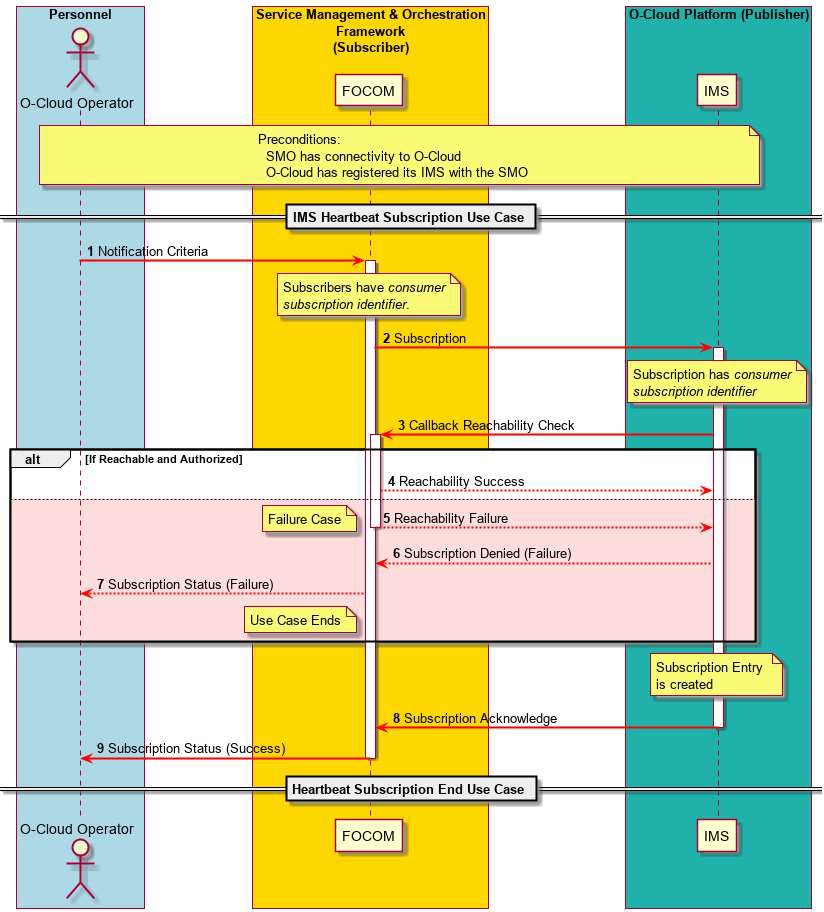 Personnel
Service Management & Orchestration
Framework
(Subscriber)
O-Cloud Platform (Publisher)
O-Cloud Operator
FOCOM
IMS
Preconditions:
SMO has connectivity to O-Cloud
O-Cloud has registered its IMS with the SMO
IMS Heartbeat Subscription Use Case
1 Notification Criteria
Subscribers have consumer
subscription identifier.
2 Subscription
Subscription has consumer
subscription identifier
3 Callback Reachability Check
alt
[If Reachable and Authorized]
4 Reachability Success
Failure Case
5 Reachability Failure
6 Subscription Denied (Failure)
7 Subscription Status (Failure)
Use Case Ends
Subscription Entry
is created
8 Subscription Acknowledge
9 Subscription Status (Success)
Heartbeat Subscription End Use Case
O-Cloud Operator
FOCOM
IMS